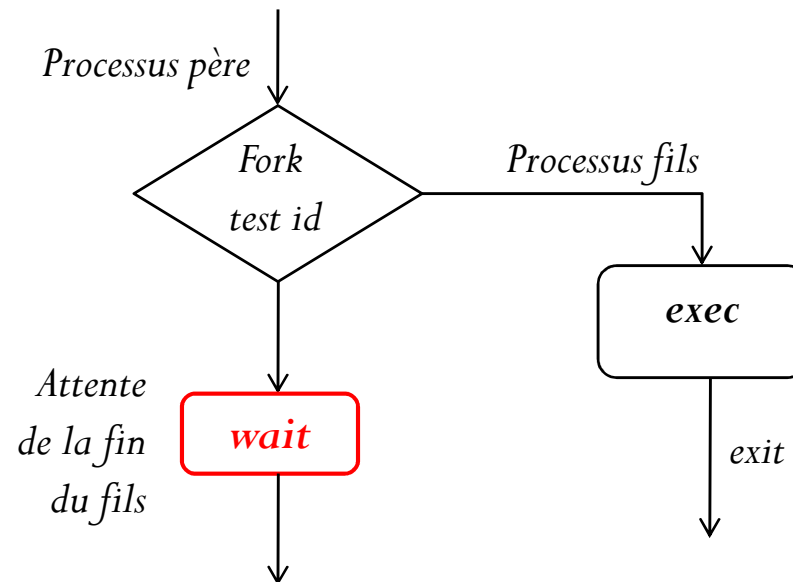 Processus père
Fork
test id
Processus fils
exec
Attente
de la fin
du fils
wait
exit